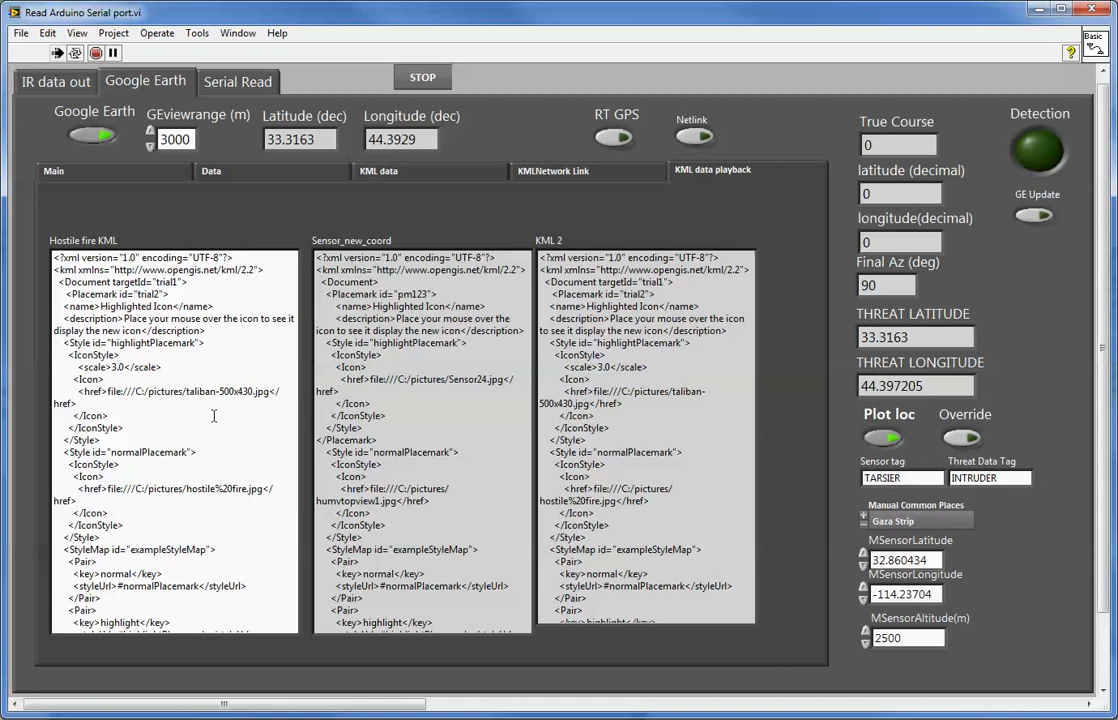 Read Arduino Serial port.vi
File Edit View Project Operate Tools Window Help
Basic
IR data out
Google Earth
Serial Read
STOP
Google Earth
GEviewrange (m)
3000
Latitude (dec)
33.3163
Longitude (dec)
44.3929
RT GPS
Netlink
Main
Data
KML data
KMLNetwork Link
KML data playback
Hostile fire KML
<?xml version="1.0" encoding="UTF-8"?>
<kml xmlns="http://www.opengis.net/kml/2.2">
<Document targetId="trial1">
<Placemark id="trial2">
<name>Highlighted Icon</name>
<description>Place your mouse over the icon to see it
display the new icon</description>
<Style id="highlightPlacemark">
<IconStyle>
<scale>3.0</scale>
<Icon>
<href>file:///C:/pictures/taliban-500x430.jpg</
href>
</Icon>
</IconStyle>
</Style>
<Style id="normalPlacemark">
<IconStyle>
<Icon>
<href>file:///C:/pictures/hostile%20fire.jpg</
href>
</Icon>
</IconStyle>
</Style>
<StyleMap id="exampleStyleMap">
<Pair>
<key>normal</key>
<styleUrl>#normalPlacemark</styleUrl>
</Pair>
<Pair>
<key>highlight</key>
Sensor_new_coord
<?xml version="1.0" encoding="UTF-8"?>
<kml xmlns="http://www.opengis.net/kml/2.2">
<Document>
<Placemark id="pm123">
<name>Highlighted Icon</name>
<description>Place your mouse over the
icon to see it display the new icon</description>
<Style id="highlightPlacemark">
<IconStyle>
<Icon>
<href>file:///C:/pictures/Sensor24.jpg</
href>
</Icon>
</IconStyle>
</Style>
</Placemark>
<Style id="normalPlacemark">
<IconStyle>
<Icon>
<href>file:///C:/pictures/
humvtopview1.jpg</href>
</Icon>
</IconStyle>
</Style>
<StyleMap id="exampleStyleMap">
<Pair>
<key>normal</key>
<styleUrl>#normalPlacemark</styleUrl>
</Pair>
<Pair>
<key>highlight</key>
KML 2
<?xml version="1.0" encoding="UTF-8"?>
<kml xmlns="http://www.opengis.net/kml/2.2">
<Document targetId="trial1">
<Placemark id="trial2">
<name>Highlighted Icon</name>
<description>Place your mouse over the icon
to see it display the new icon</description>
<Style id="highlightPlacemark">
<IconStyle>
<scale>3.0</scale>
<Icon>
<href>file:///C:/pictures/taliban-
500x430.jpg</href>
</Icon>
</IconStyle>
</Style>
<Style id="normalPlacemark">
<IconStyle>
<Icon>
<href>file:///C:/pictures/
hostile%20fire.jpg</href>
</Icon>
</IconStyle>
</Style>
<StyleMap id="exampleStyleMap">
<Pair>
<key>normal</key>
<styleUrl>#normalPlacemark</styleUrl>
</Pair>
<Pair>
<key>highlight</key>
True Course
0
latitude (decimal)
0
longitude(decimal)
0
Final Az (deg)
90
Detection
GE Update
THREAT LATITUDE
33.3163
THREAT LONGITUDE
44.397205
Plot loc
Override
Sensor tag
TARSIER
Threat Data Tag
INTRUDER
Manual Common Places
Gaza Strip
MSensorLatitude
32.860434
MSensorLongitude
-114.23704
MSensorAltitude(m)
2500